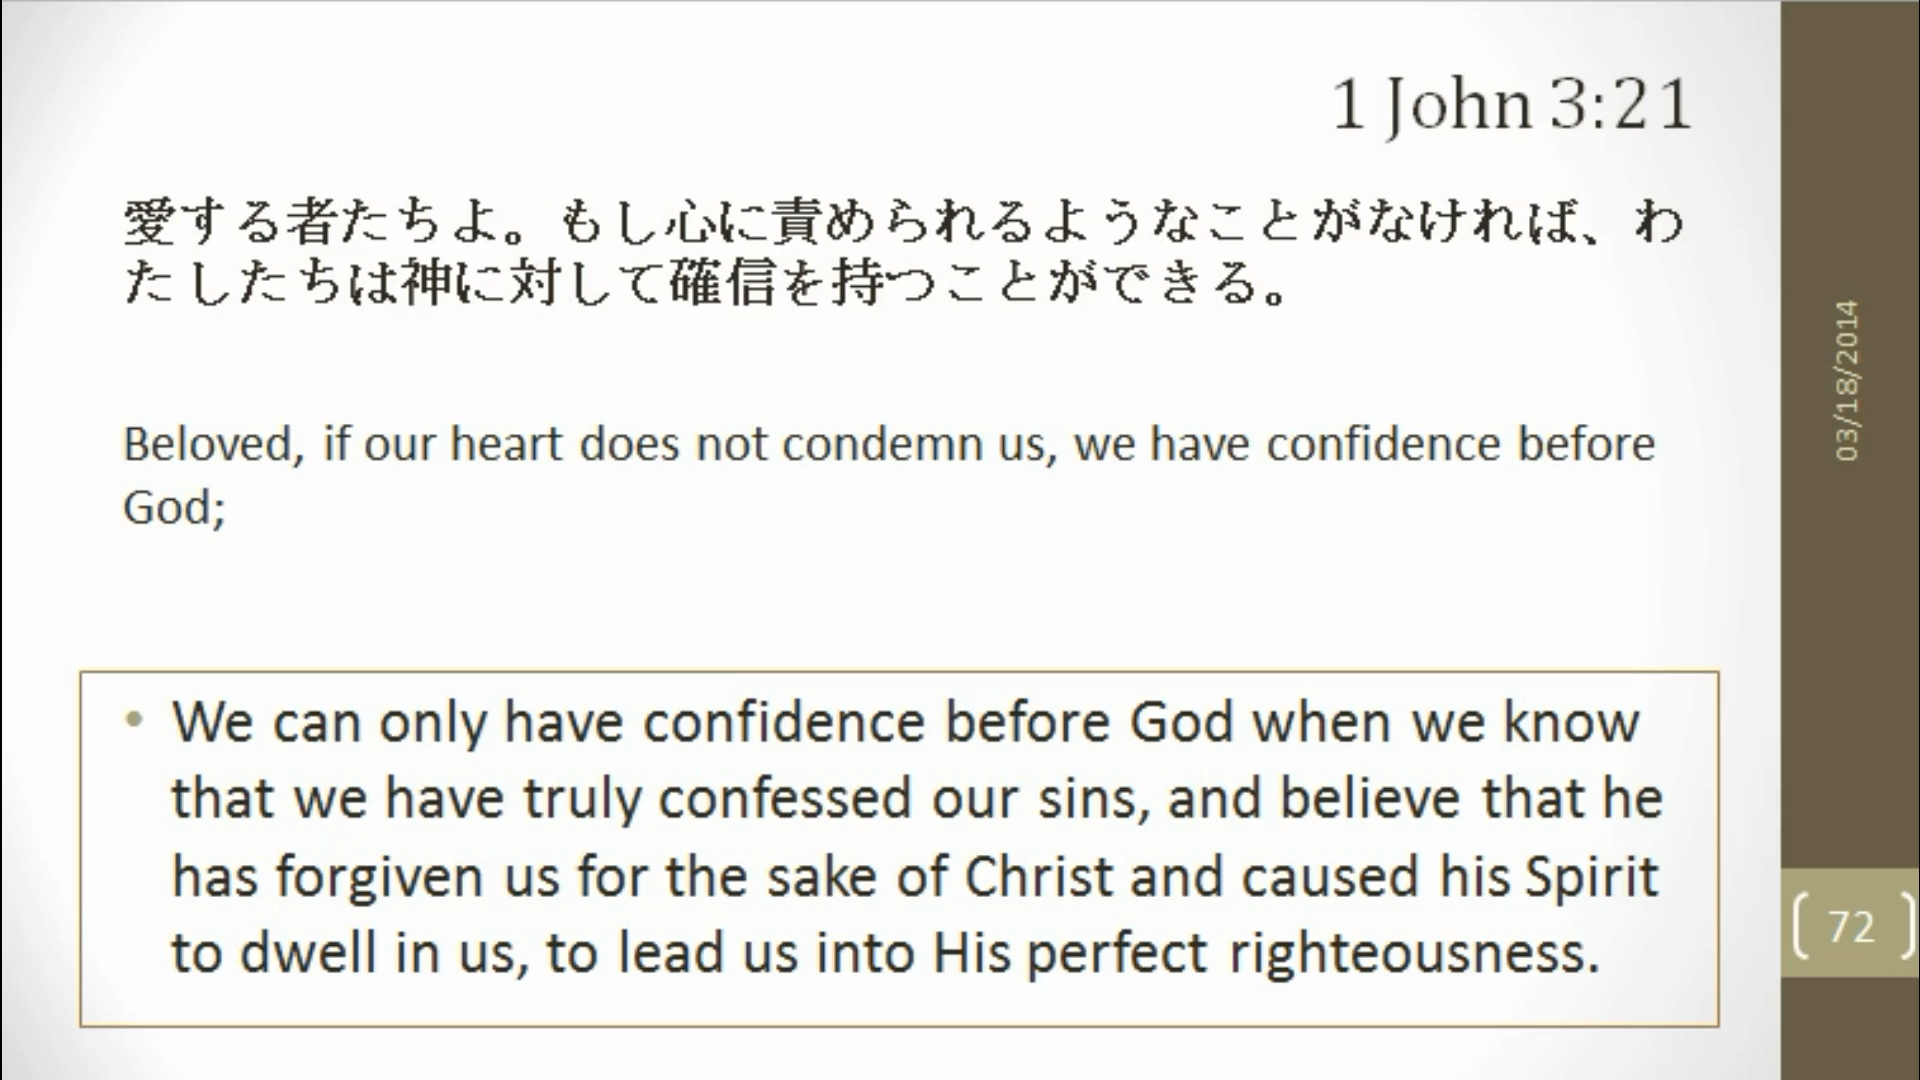 1 John 3:21
愛する者たちよ。もし心に責められるようなことがなければ、わ
たしたちは神に対して確信を持つことができる。
Beloved, if our heart does not condemn us, we have confidence before
God;
• We can only have confidence before God when we know
that we have truly confessed our sins, and believe that he
has forgiven us for the sake of Christ and caused his Spirit
to dwell in us, to lead us into His perfect righteousness.
03/18/2014
72